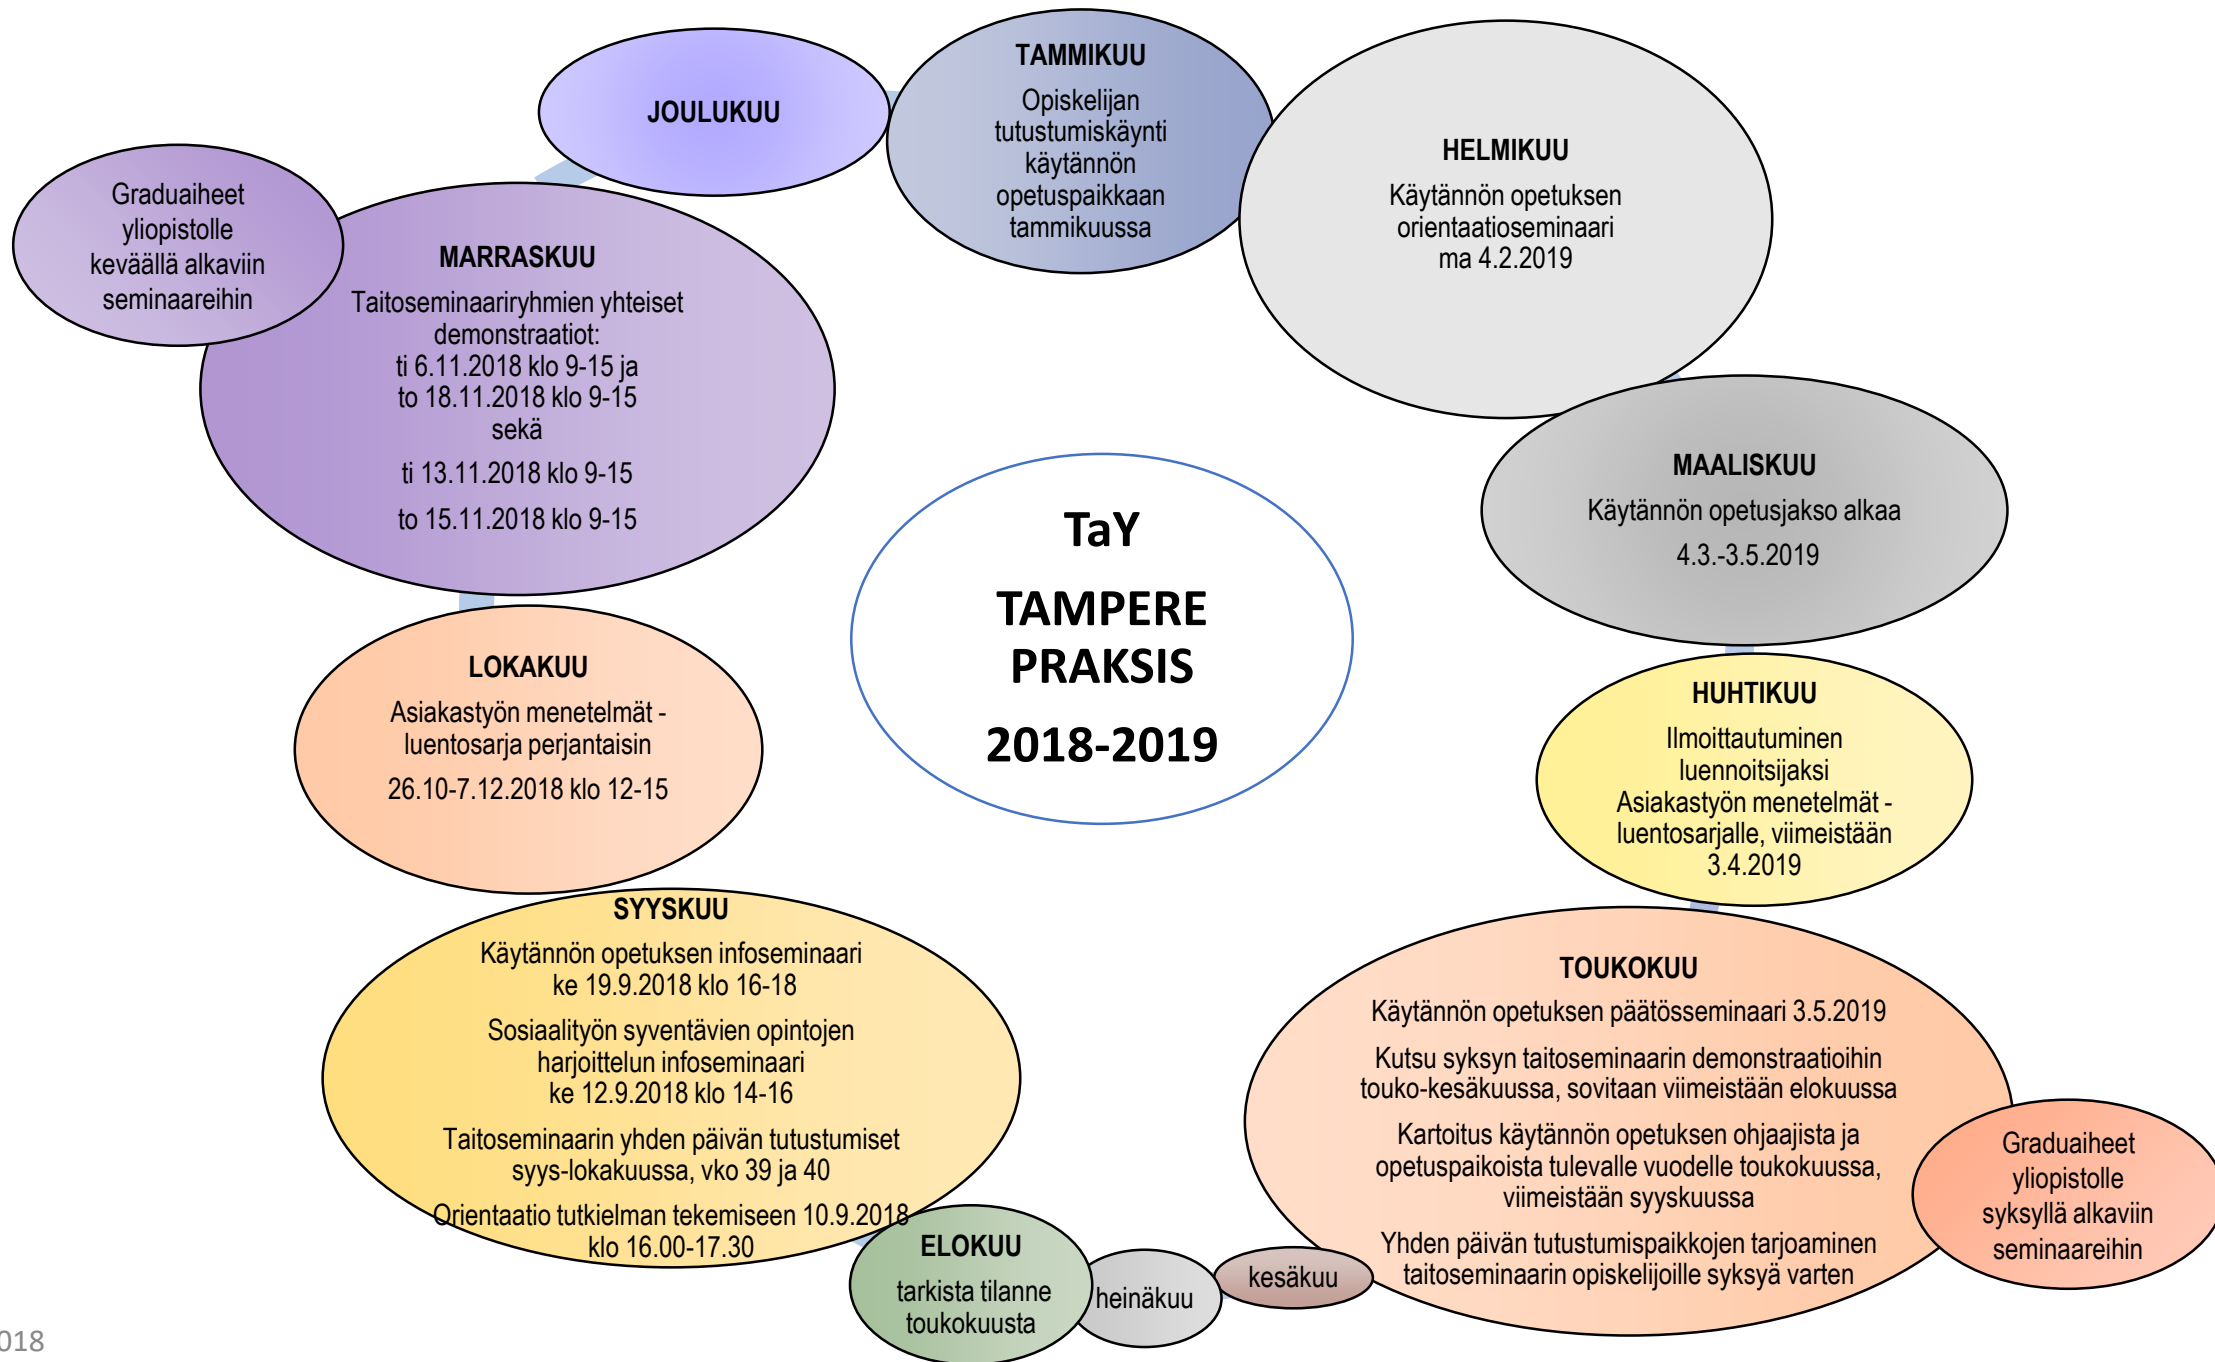 TAMMIKUU
Opiskelijan
tutustumiskäynti
käytännön
opetuspaikkaan
tammikuussa
HELMIKUU
Käytännön opetuksen
orientaatioseminaari
ma 4.2.2019
MAALISKUU
Käytännön opetusjakso alkaa
4.3.-3.5.2019
HUHTIKUU
Ilmoittautuminen
luennoitsijaksi
Asiakastyön menetelmät -
luentosarjalle, viimeistään
3.4.2019
TOUKOKUU
Käytännön opetuksen päätösseminaari 3.5.2019
Kutsu syksyn taitoseminaarin demonstraatioihin
touko-kesäkuussa, sovitaan viimeistään elokuussa
Kartoitus käytännön opetuksen ohjaajista ja
opetuspaikoista tulevalle vuodelle toukokuussa,
viimeistään syyskuussa
Yhden päivän tutustumispaikkojen tarjoaminen
taitoseminaarin opiskelijoille syksyä varten
Graduaiheet
yliopistolle
syksyllä alkaviin
seminaareihin
kesäkuu
heinäkuu
ELOKUU
tarkista tilanne
toukokuusta
SYYSKUU
Käytännön opetuksen infoseminaari
ke 19.9.2018 klo 16-18
Sosiaalityön syventävien opintojen
harjoittelun infoseminaari
ke 12.9.2018 klo 14-16
Taitoseminaarin yhden päivän tutustumiset
syys-lokakuussa, vko 39 ja 40
Orientaatio tutkielman tekemiseen 10.9.2018
klo 16.00-17.30
LOKAKUU
Asiakastyön menetelmät -
luentosarja perjantaisin
26.10-7.12.2018 klo 12-15
MARRASKUU
Taitoseminaariryhmien yhteiset
demonstraatiot:
ti 6.11.2018 klo 9-15 ja
to 18.11.2018 klo 9-15
sekä
ti 13.11.2018 klo 9-15
to 15.11.2018 klo 9-15
Graduaiheet
yliopistolle
keväällä alkaviin
seminaareihin
JOULUKUU
TaY
TAMPERE
PRAKSIS
2018-2019
018